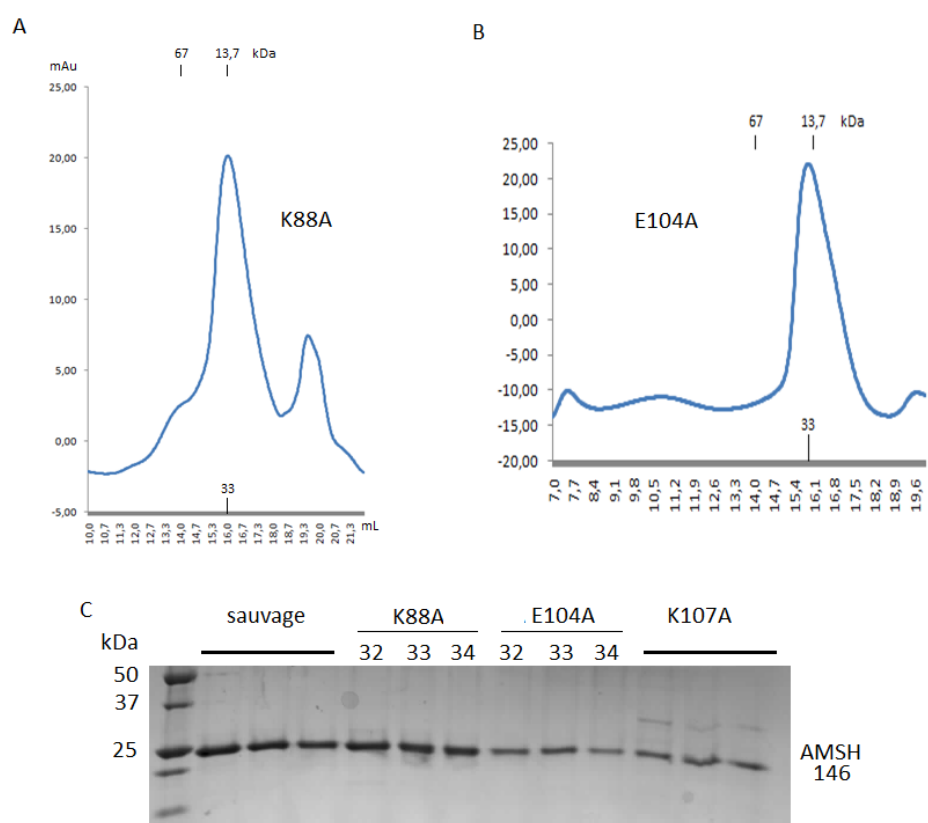 A
67 13,7 kDa
mAu
25,00
20,00
15,00
10,00
5,00
0,00
-5,00
K88A
33
10,0 10,7 11,3 12,0 12,7 13,3 14,0 14,7 15,3 16,0 16,7 17,3 18,0 18,7 19,3 20,0 20,7 21,3 mL
B
67 13,7 kDa
25,00
20,00
15,00
10,00
5,00
0,00
-5,00
-10,00
-15,00
-20,00
E104A
33
7,0 7,7 8,4 9,1 9,8 10,5 11,2 11,9 12,6 13,3 14,0 14,7 15,4 16,1 16,8 17,5 18,2 18,9 19,6
C
sauvage K88A E104A K107A
kDa
32 33 34 32 33 34
50
37
25
AMSH
146